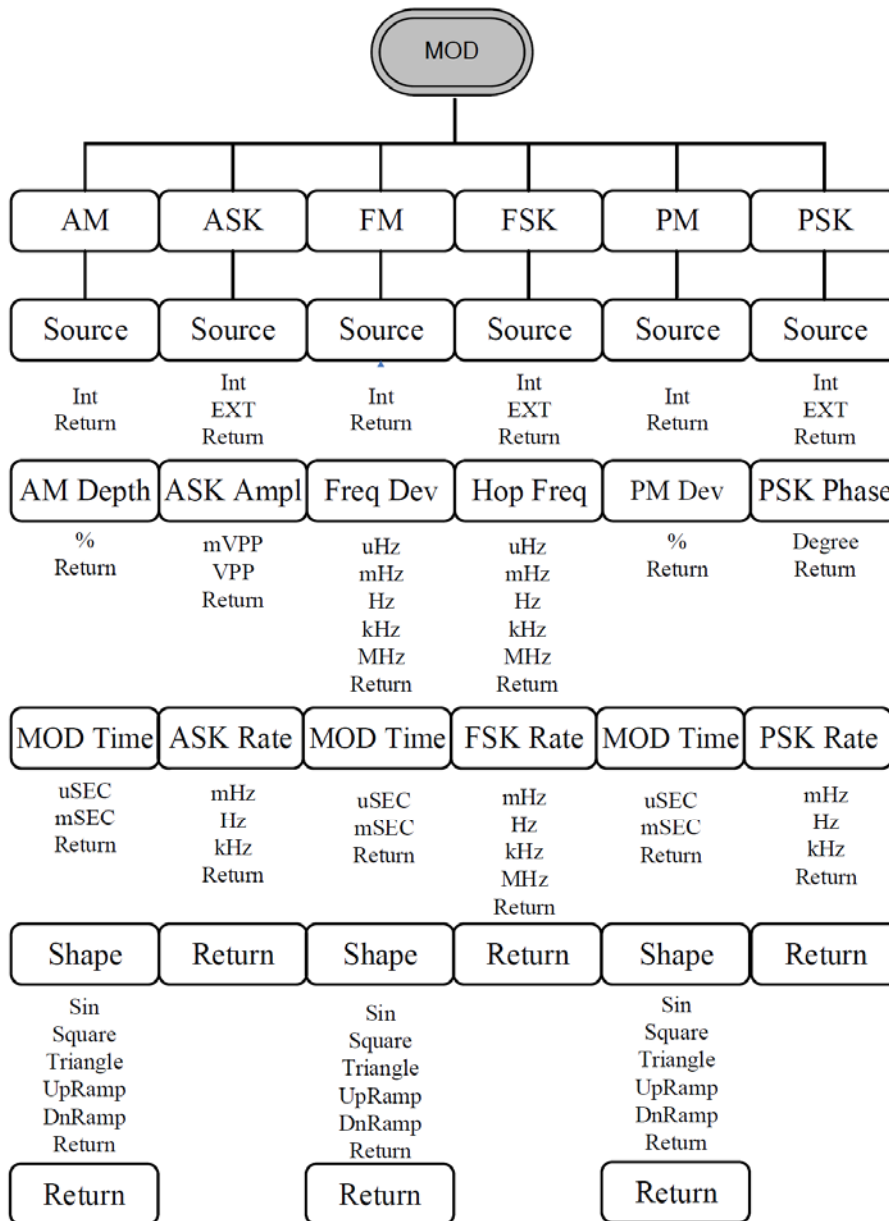 MOD
AM ASK FM FSK PM PSK
Source Source Source Source Source Source
Int Int Int Int Int Int
Return EXT Return EXT Return EXT
Return Return Return
AM Depth ASK Ampl Freq Dev Hop Freq PM Dev PSK Phase
% mVPP uHz uHz % Degree
Return VPP mHz mHz Return Return
Return Hz Hz
kHz kHz
MHz MHz
Return Return
MOD Time ASK Rate MOD Time FSK Rate MOD Time PSK Rate
uSEC mHz uSEC mHz uSEC mHz
mSEC Hz mSEC Hz mSEC Hz
Return kHz Return kHz Return kHz
Return MHz Return
Return
Shape Return Shape Return Shape Return
Sin Sin Sin
Square Square Square
Triangle Triangle Triangle
UpRamp UpRamp UpRamp
DnRamp DnRamp DnRamp
Return Return Return
Return Return Return